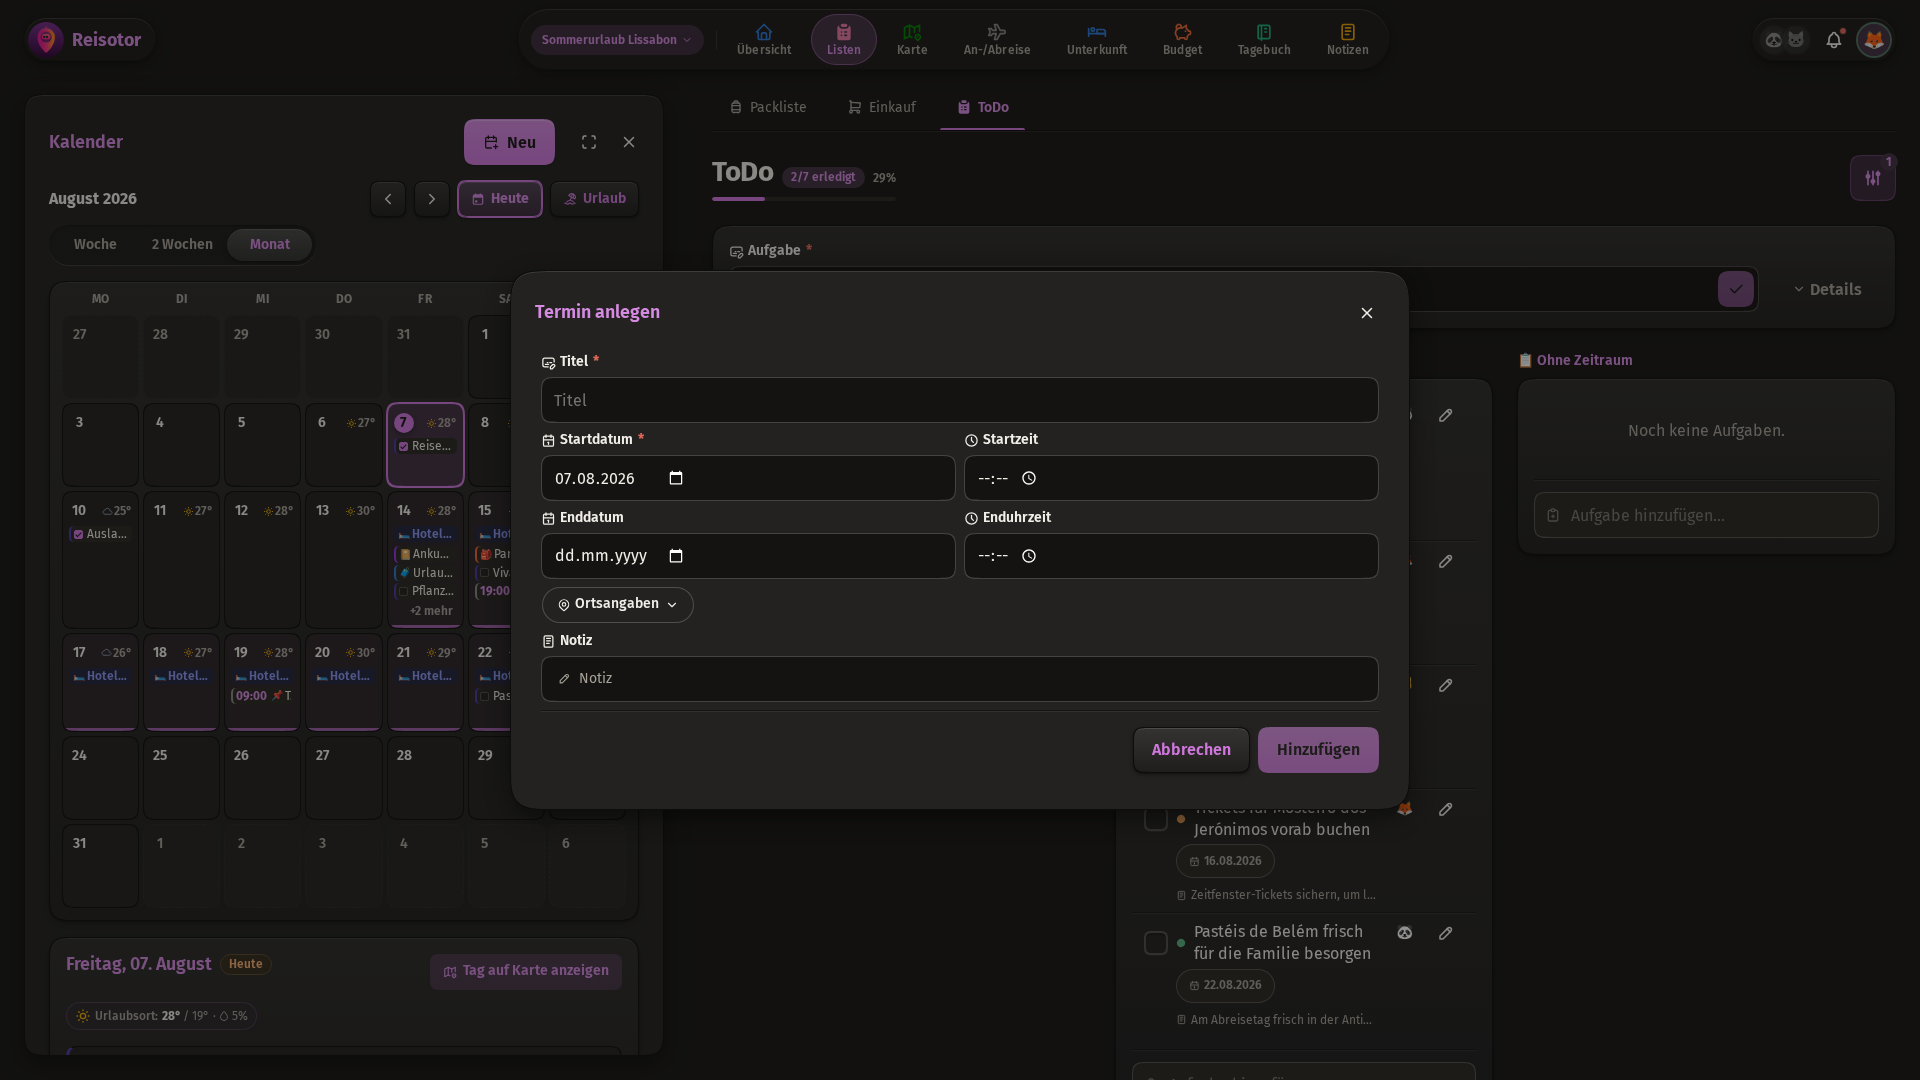 Reisotor
Sommerurlaub Lissabon
Übersicht
Listen
Karte
An-/Abreise
Unterkunft
Budget
Tagebuch
Notizen
Kalender
Neu
August 2026
Heute
Urlaub
Woche
2 Wochen
Monat
MO DI MI DO FR
27 28 29 30 31 1
3 4 5 6 27° 7 28° 8
Reise...
10 25° 11 27° 12 28° 13 30° 14 28° 15
Ausla...
Hotel...
Anku...
Urlau...
Pflanz...
+2 mehr
19:00
17 26° 18 27° 19 28° 20 30° 21 29° 22
Hotel... Hotel... Hotel... Hotel... Hotel...
09:00
24 25 26 27 28 29
31 1 2 3 4 5 6
Freitag, 07. August
Heute
Tag auf Karte anzeigen
Urlaubsort: 28° / 19° · 5%
Packliste
Einkauf
ToDo
ToDo
2/7 erledigt
29%
1
Aufgabe *
Details
Ohne Zeitraum
Noch keine Aufgaben.
Aufgabe hinzufügen...
Jerónimos vorab buchen
16.08.2026
Zeitfenster-Tickets sichern, um l...
Pastéis de Belém frisch
für die Familie besorgen
22.08.2026
Am Abreisetag frisch in der Anti...
Termin anlegen
Titel *
Titel
Startdatum *
Startzeit
07.08.2026
--:--
Enddatum
Enduhrzeit
dd.mm.yyyy
--:--
Ortsangaben
Notiz
Notiz
Abbrechen
Hinzufügen